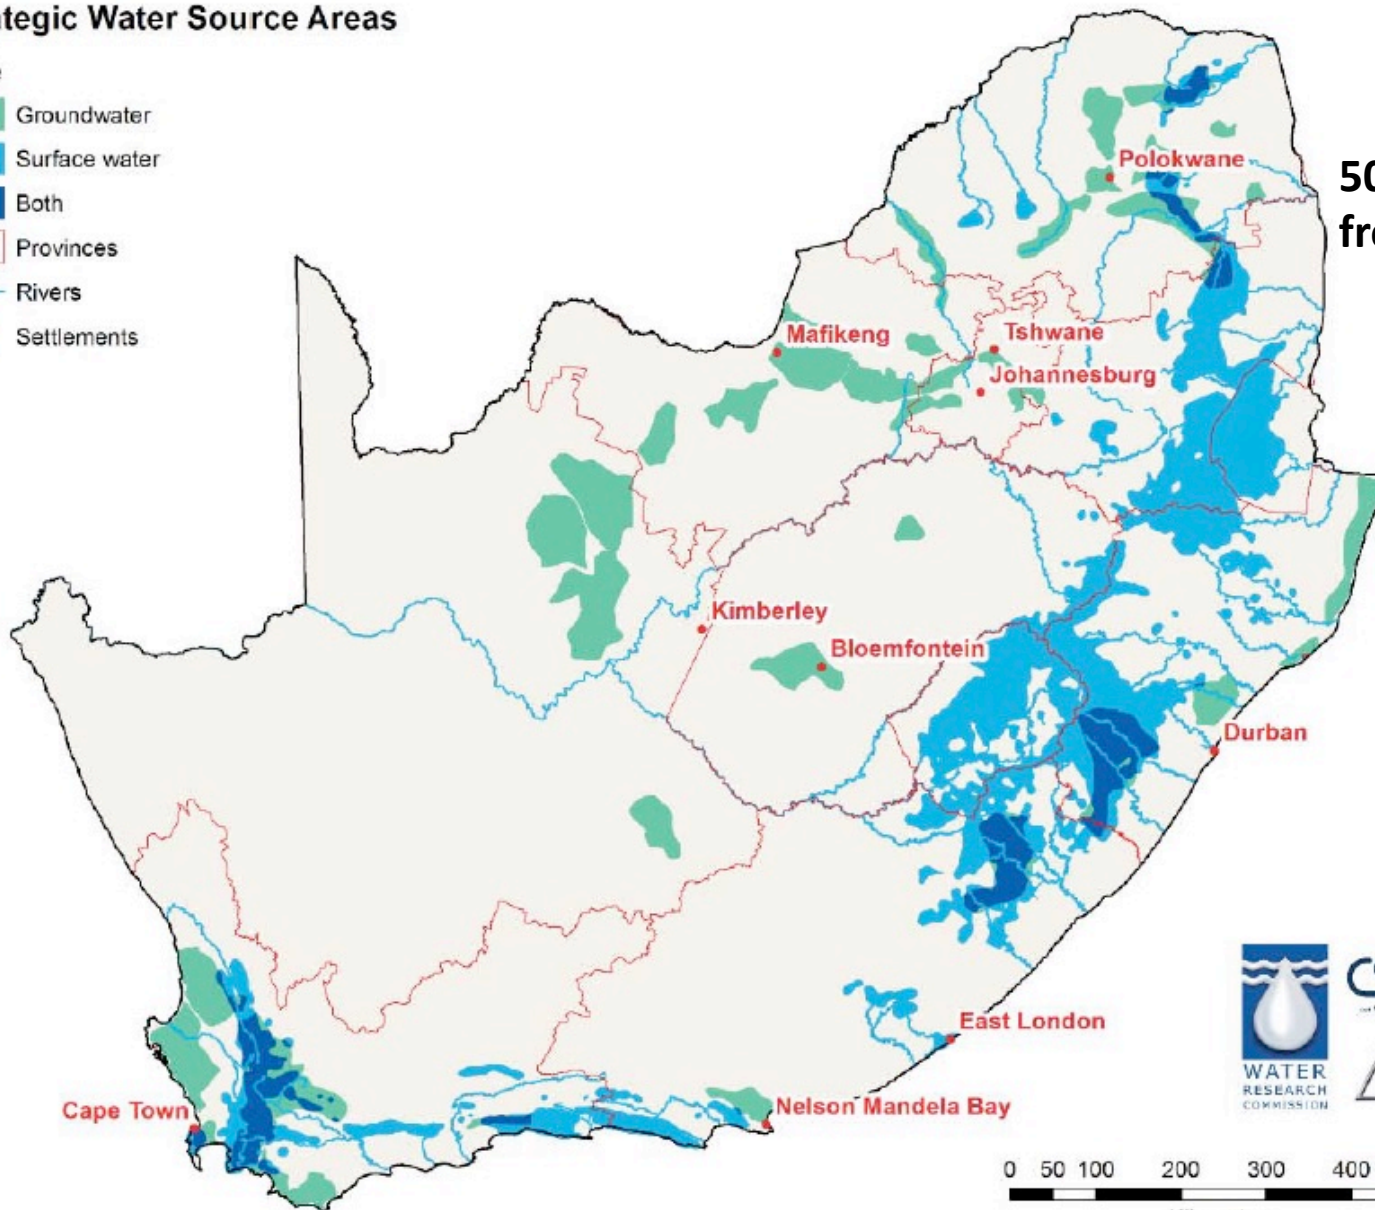 tegic Water Source Areas
Groundwater
Surface water
Both
Provinces
Rivers
Settlements
50
fro
Polokwane
Mafikeng
Tshwane
Johannesburg
Kimberley
Bloemfontein
Durban
East London
Nelson Mandela Bay
Cape Town
WATER
RESEARCH
COMMISSION
0 50 100 200 300 400